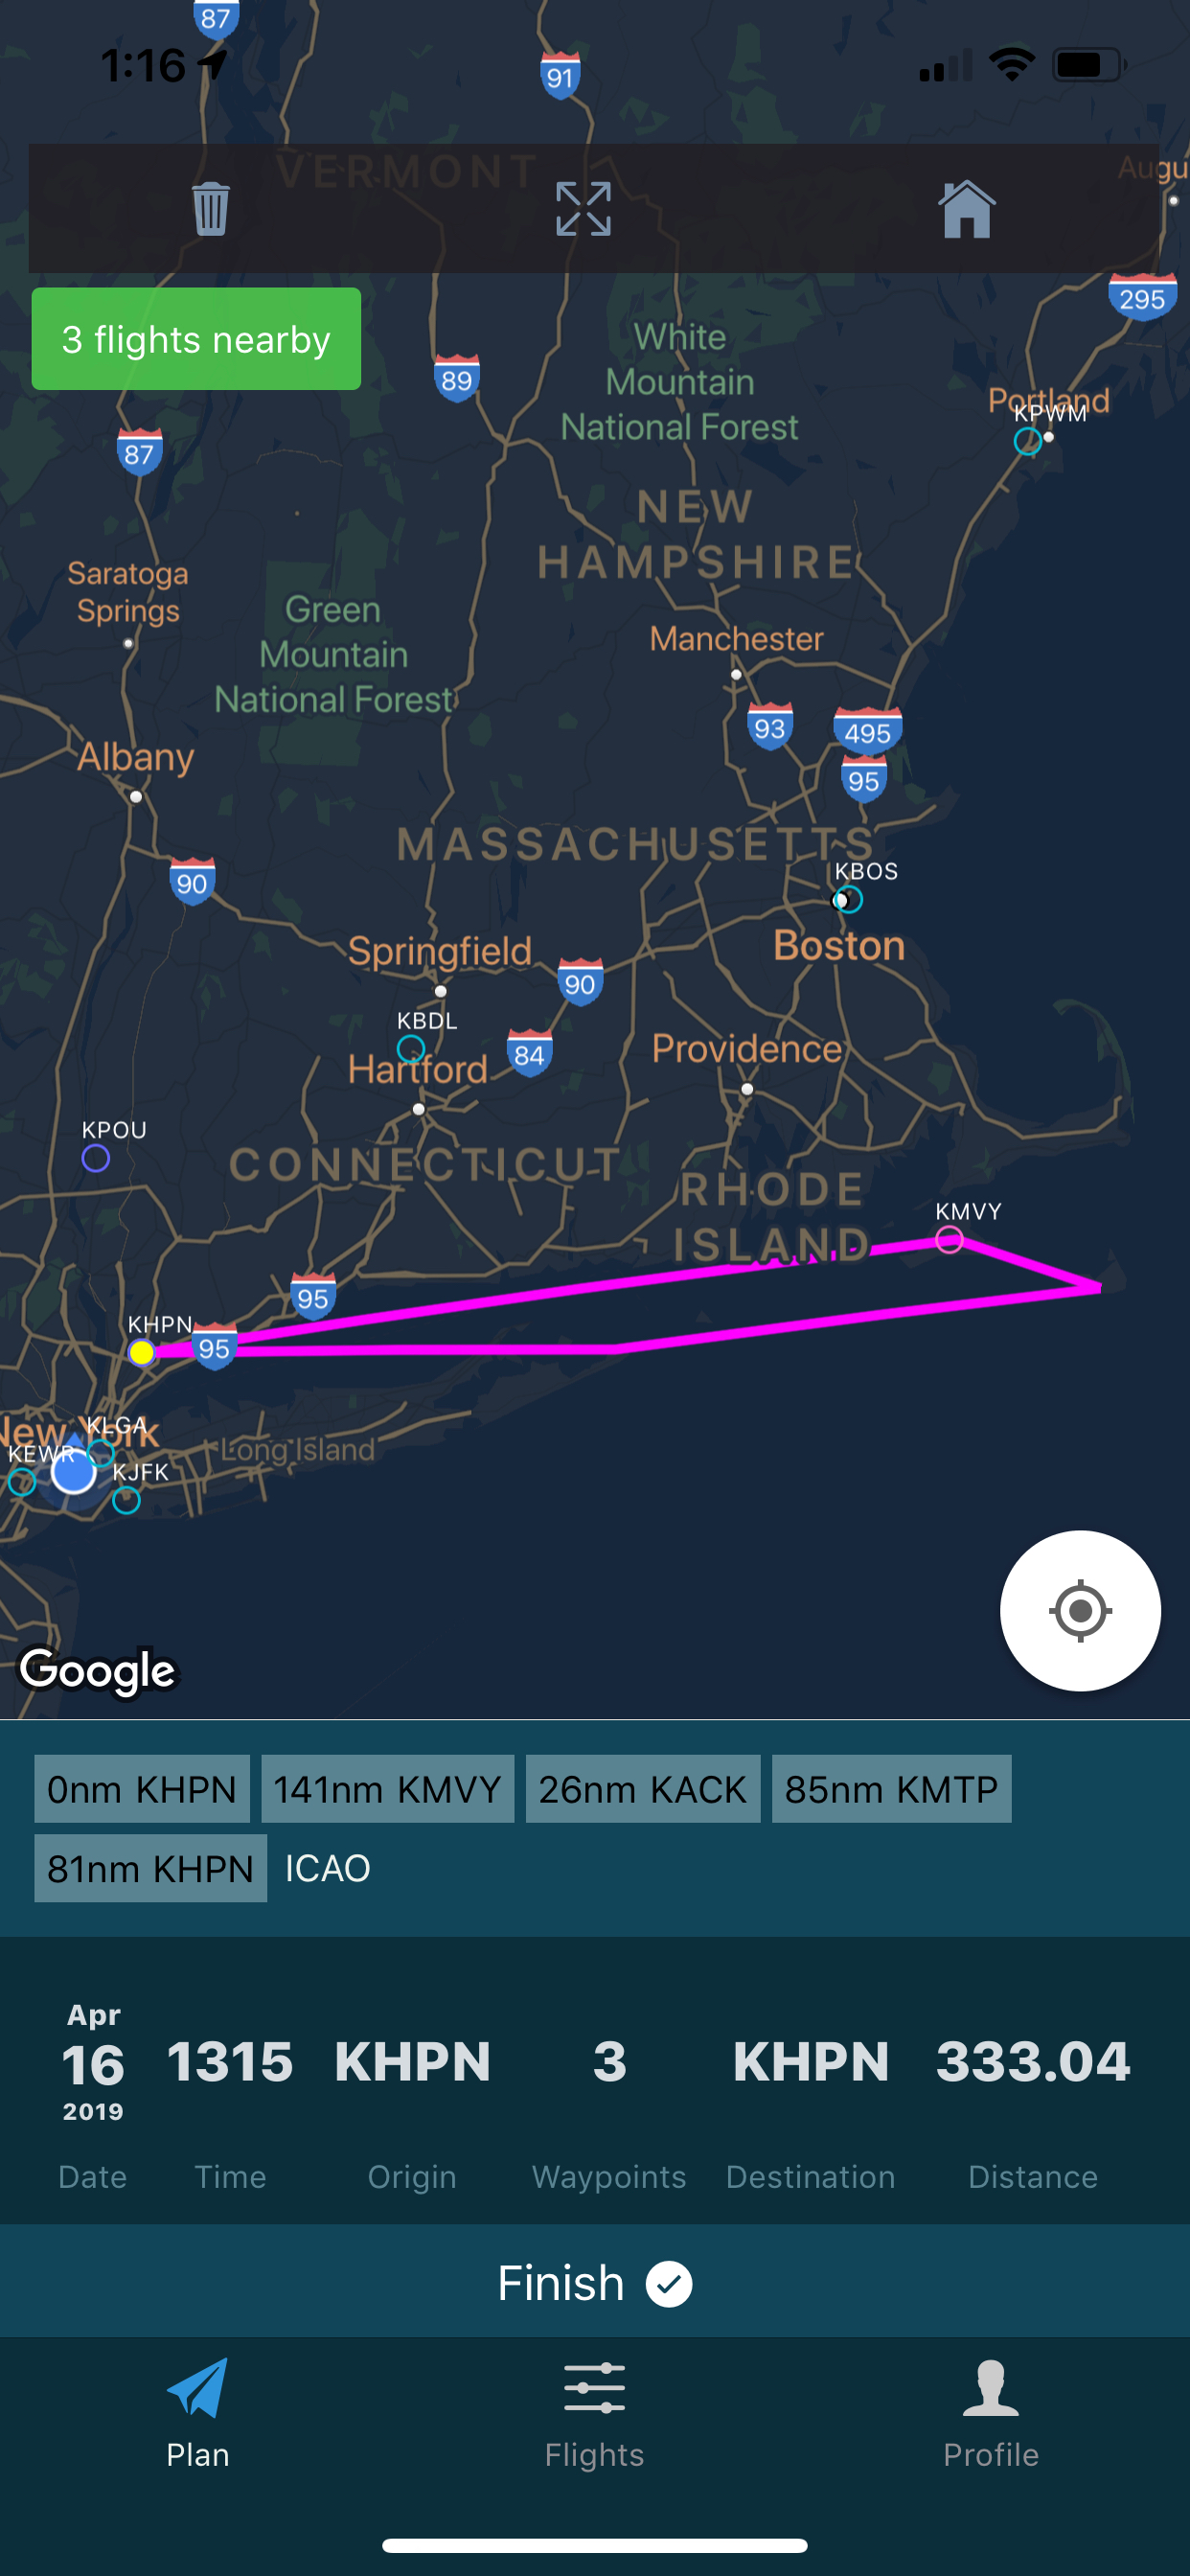 87
1:16
91
VERMONT
Augu
295
3 flights nearby
White
Mountain
National Forest
89
Portland
KPWM
87
NEW
HAMPSHIRE
Saratoga
Springs
Green
Mountain
National Forest
Manchester
93
495
95
Albany
MASSACHUSETTS
KBOS
90
Boston
Springfield
90
KBDL
84
Providence
Hartford
KPOU
CONNECTICUT
RHODE
ISLAND
KMVY
95
KHPN
95
New York
KLGA
KEWR
KJFK
Long Island
Google
0nm KHPN 141nm KMVY 26nm KACK 85nm KMTP
81nm KHPN ICAO
Apr
16 1315 KHPN 3 KHPN 333.04
2019
Date Time Origin Waypoints Destination Distance
Finish
Plan Flights Profile